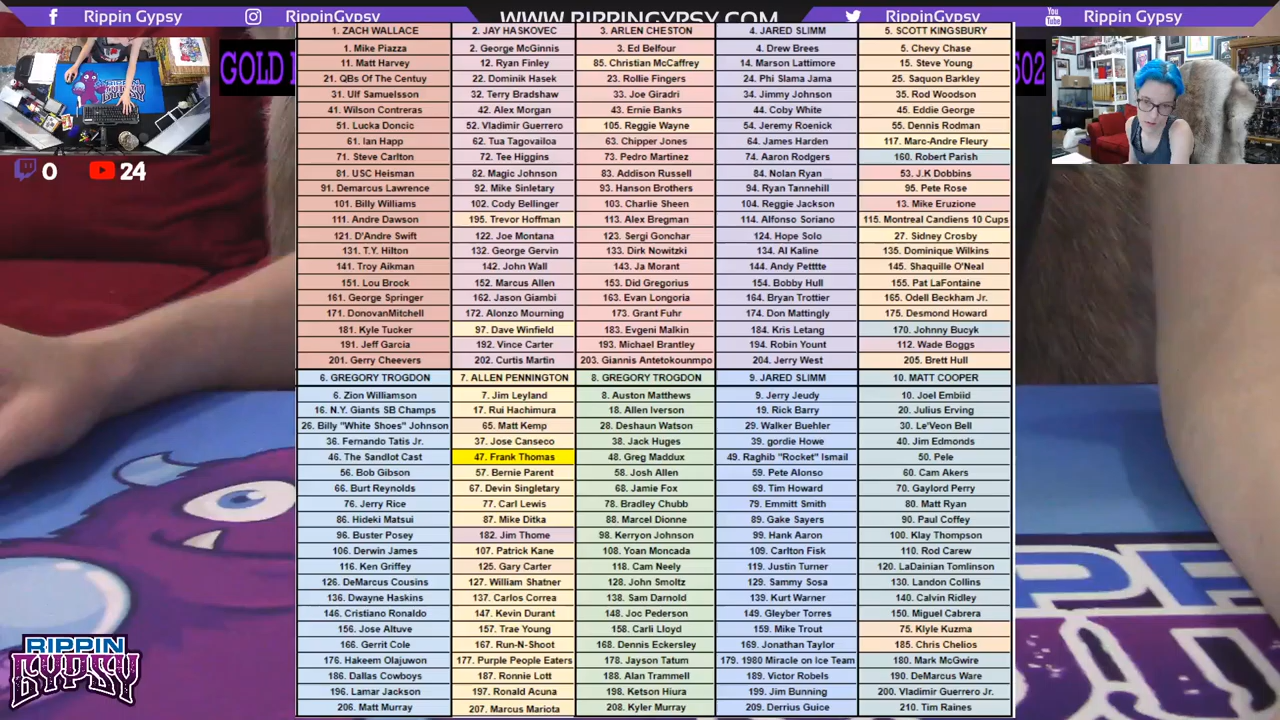 Rippin Gypsy
RippinGypsy
WWW.RIPPINGYPSY.COM
RippinGypsy
Rippin Gypsy
GOLD
0
24
RIPPIN
GYPSY
1. ZACH WALLACE 2. JAY HASKOVEC 3. ARLEN CHESTON 4. JARED SLIMM 5. SCOTT KINGSBURY
1. Mike Piazza 2. George McGinnis 3. Ed Belfour 4. Drew Brees 5. Chevy Chase
11. Matt Harvey 12. Ryan Finley 85. Christian McCaffrey 14. Marson Lattimore 15. Steve Young
21. QBs Of The Centuy 22. Dominik Hasek 23. Rollie Fingers 24. Phi Slama Jama 25. Saquon Barkley
31. Ulf Samuelsson 32. Terry Bradshaw 33. Joe Giradri 34. Jimmy Johnson 35. Rod Woodson
41. Wilson Contreras 42. Alex Morgan 43. Ernie Banks 44. Coby White 45. Eddie George
51. Lucka Doncic 52. Vladimir Guerrero 105. Reggie Wayne 54. Jeremy Roenick 55. Dennis Rodman
61. Ian Happ 62. Tua Tagovailoa 63. Chipper Jones 64. James Harden 117. Marc-Andre Fleury
71. Steve Carlton 72. Tee Higgins 73. Pedro Martinez 74. Aaron Rodgers 160. Robert Parish
81. USC Heisman 82. Magic Johnson 83. Addison Russell 84. Nolan Ryan 53. J.K Dobbins
91. Demarcus Lawrence 92. Mike Sinletary 93. Hanson Brothers 94. Ryan Tannehill 95. Pete Rose
101. Billy Williams 102. Cody Bellinger 103. Charlie Sheen 104. Reggie Jackson 13. Mike Eruzione
111. Andre Dawson 195. Trevor Hoffman 113. Alex Bregman 114. Alfonso Soriano 115. Montreal Candiens 10 Cups
121. D'Andre Swift 122. Joe Montana 123. Sergi Gonchar 124. Hope Solo 27. Sidney Crosby
131. T.Y. Hilton 132. George Gervin 133. Dirk Nowitzki 134. Al Kaline 135. Dominique Wilkins
141. Troy Aikman 142. John Wall 143. Ja Morant 144. Andy Petttte 145. Shaquille O'Neal
151. Lou Brock 152. Marcus Allen 153. Did Gregorius 154. Bobby Hull 155. Pat LaFontaine
161. George Springer 162. Jason Giambi 163. Evan Longoria 164. Bryan Trottier 165. Odell Beckham Jr.
171. DonovanMitchell 172. Alonzo Mourning 173. Grant Fuhr 174. Don Mattingly 175. Desmond Howard
181. Kyle Tucker 97. Dave Winfield 183. Evgeni Malkin 184. Kris Letang 170. Johnny Bucyk
191. Jeff Garcia 192. Vince Carter 193. Michael Brantley 194. Robin Yount 112. Wade Boggs
201. Gerry Cheevers 202. Curtis Martin 203. Giannis Antetokounmpo 204. Jerry West 205. Brett Hull
6. GREGORY TROGDON 7. ALLEN PENNINGTON 8. GREGORY TROGDON 9. JARED SLIMM 10. MATT COOPER
6. Zion Williamson 7. Jim Leyland 8. Auston Matthews 9. Jerry Jeudy 10. Joel Embiid
16. N.Y. Giants SB Champs 17. Rui Hachimura 18. Allen Iverson 19. Rick Barry 20. Julius Erving
26. Billy "White Shoes" Johnson 65. Matt Kemp 28. Deshaun Watson 29. Walker Buehler 30. Le'Veon Bell
36. Fernando Tatis Jr. 37. Jose Canseco 38. Jack Huges 39. gordie Howe 40. Jim Edmonds
46. The Sandlot Cast 47. Frank Thomas 48. Greg Maddux 49. Raghib "Rocket" Ismail 50. Pele
56. Bob Gibson 57. Bernie Parent 58. Josh Allen 59. Pete Alonso 60. Cam Akers
66. Burt Reynolds 67. Devin Singletary 68. Jamie Fox 69. Tim Howard 70. Gaylord Perry
76. Jerry Rice 77. Carl Lewis 78. Bradley Chubb 79. Emmitt Smith 80. Matt Ryan
86. Hideki Matsui 87. Mike Ditka 88. Marcel Dionne 89. Gake Sayers 90. Paul Coffey
96. Buster Posey 182. Jim Thome 98. Kerryon Johnson 99. Hank Aaron 100. Klay Thompson
106. Derwin James 107. Patrick Kane 108. Yoan Moncada 109. Carlton Fisk 110. Rod Carew
116. Ken Griffey 125. Gary Carter 118. Cam Neely 119. Justin Turner 120. LaDainian Tomlinson
126. DeMarcus Cousins 127. William Shatner 128. John Smoltz 129. Sammy Sosa 130. Landon Collins
136. Dwayne Haskins 137. Carlos Correa 138. Sam Darnold 139. Kurt Warner 140. Calvin Ridley
146. Cristiano Ronaldo 147. Kevin Durant 148. Joc Pederson 149. Gleyber Torres 150. Miguel Cabrera
156. Jose Altuve 157. Trae Young 158. Carli Lloyd 159. Mike Trout 75. Klyle Kuzma
166. Gerrit Cole 167. Run-N-Shoot 168. Dennis Eckersley 169. Jonathan Taylor 185. Chris Chelios
176. Hakeem Olajuwon 177. Purple People Eaters 178. Jayson Tatum 179. 1980 Miracle on Ice Team 180. Mark McGwire
186. Dallas Cowboys 187. Ronnie Lott 188. Alan Trammell 189. Victor Robels 190. DeMarcus Ware
196. Lamar Jackson 197. Ronald Acuna 198. Ketson Hiura 199. Jim Bunning 200. Vladimir Guerrero Jr.
206. Matt Murray 207. Marcus Mariota 208. Kyler Murray 209. Derrius Guice 210. Tim Raines